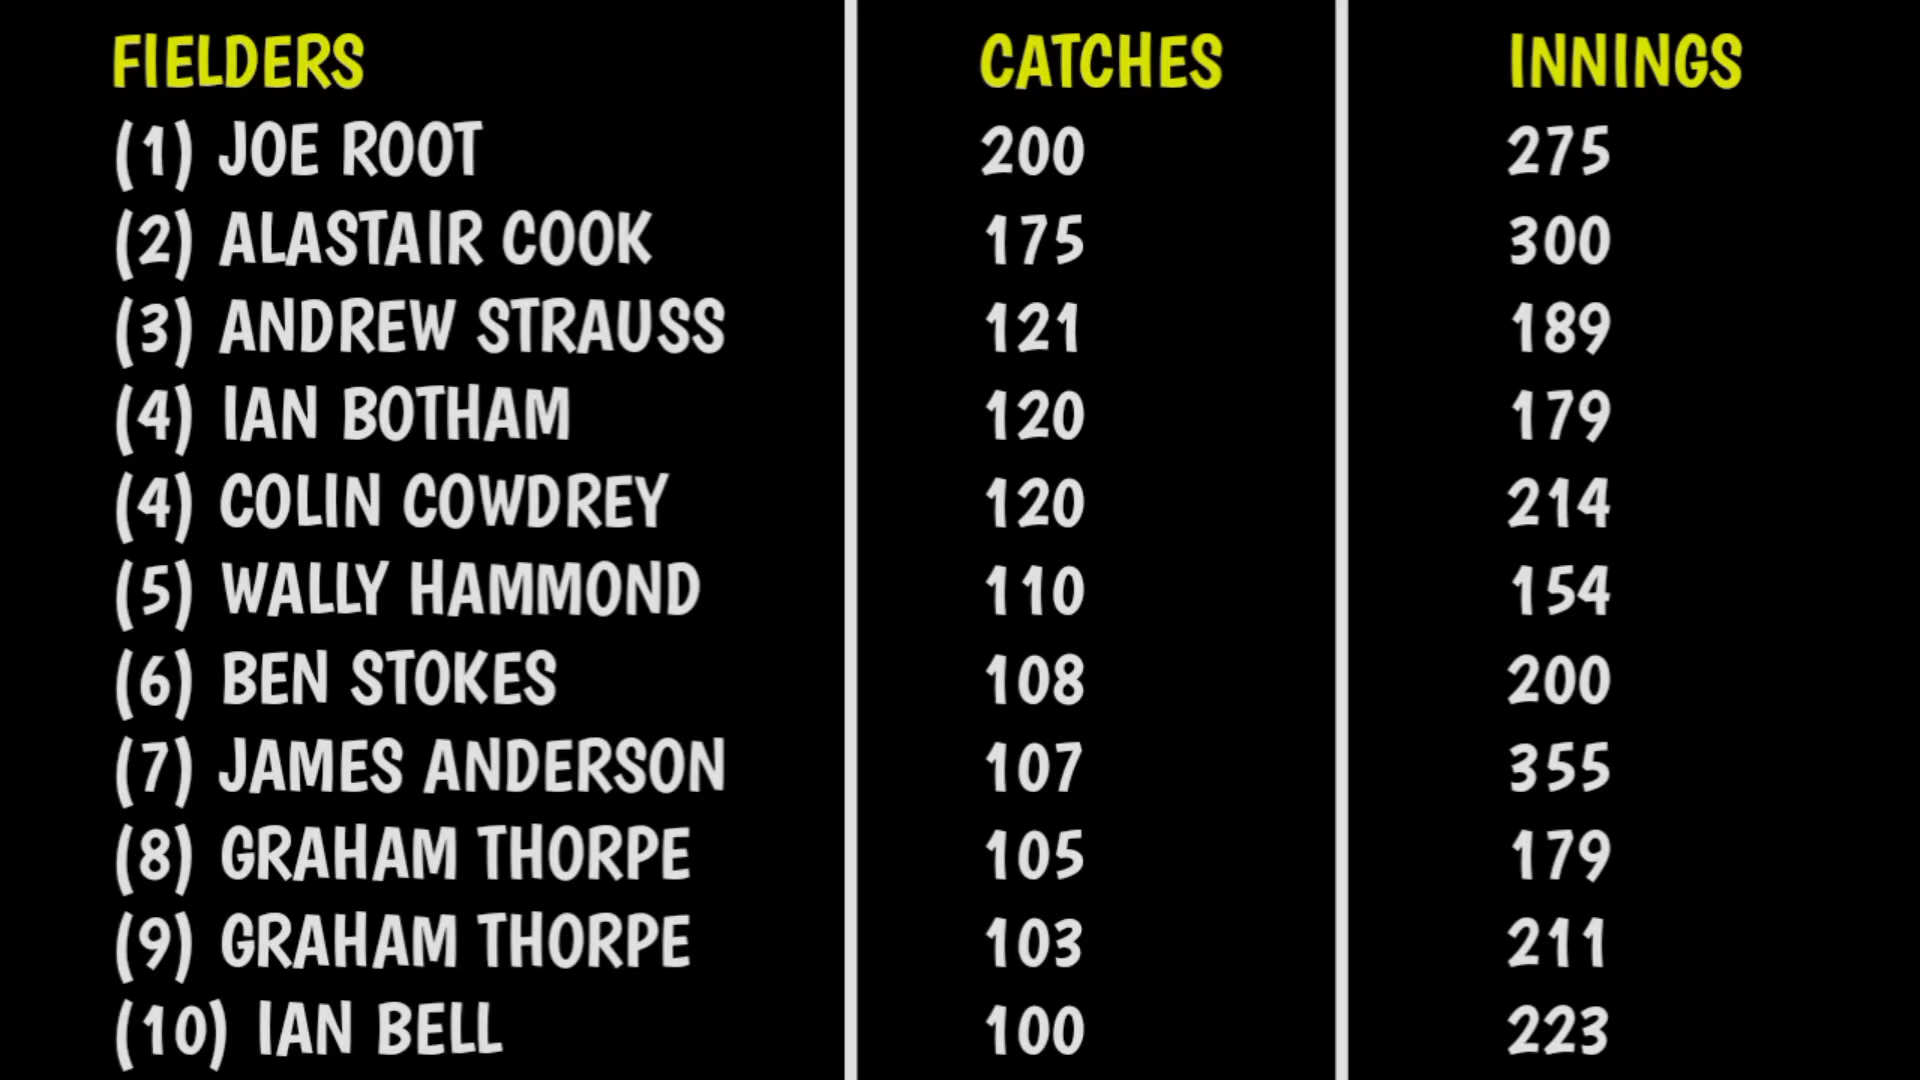 FIELDERS CATCHES INNINGS
(1) JOE ROOT 200 275
(2) ALASTAIR COOK 175 300
(3) ANDREW STRAUSS 121 189
(4) IAN BOTHAM 120 179
(4) COLIN COWDREY 120 214
(5) WALLY HAMMOND 110 154
(6) BEN STOKES 108 200
(7) JAMES ANDERSON 107 355
(8) GRAHAM THORPE 105 179
(9) GRAHAM THORPE 103 211
(10) IAN BELL 100 223